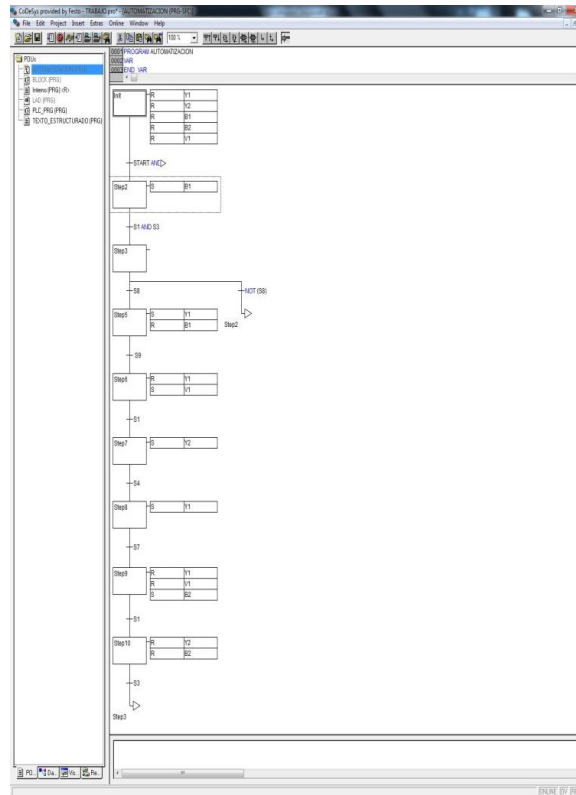 CoDeSys provided by Festo - TRABAJO.pro* - [AUTOMATIZACION (PRG-SFC)]
File Edit Project Insert Extras Online Window Help
100 %
POUs
BLOCK (PRG)
LAD (PRG)
PLC_PRG (PRG)
TEXTO_ESTRUCTURADO (PRG)
0001 PROGRAM AUTOMATIZACION
0002 VAR
0003 END_VAR
Init
R Y1
R Y2
R B1
R B2
R V1
START AND
Step2
S B1
S1 AND S3
Step3
S8
NOT (S8)
Step5
S Y1
R B1
Step2
S9
Step6
R Y1
S V1
S1
Step7
S Y2
S4
Step8
S Y1
S7
Step9
R Y1
R V1
S B2
S1
Step10
R Y2
R B2
S3
Step3
PO... Da... Vis... Re...